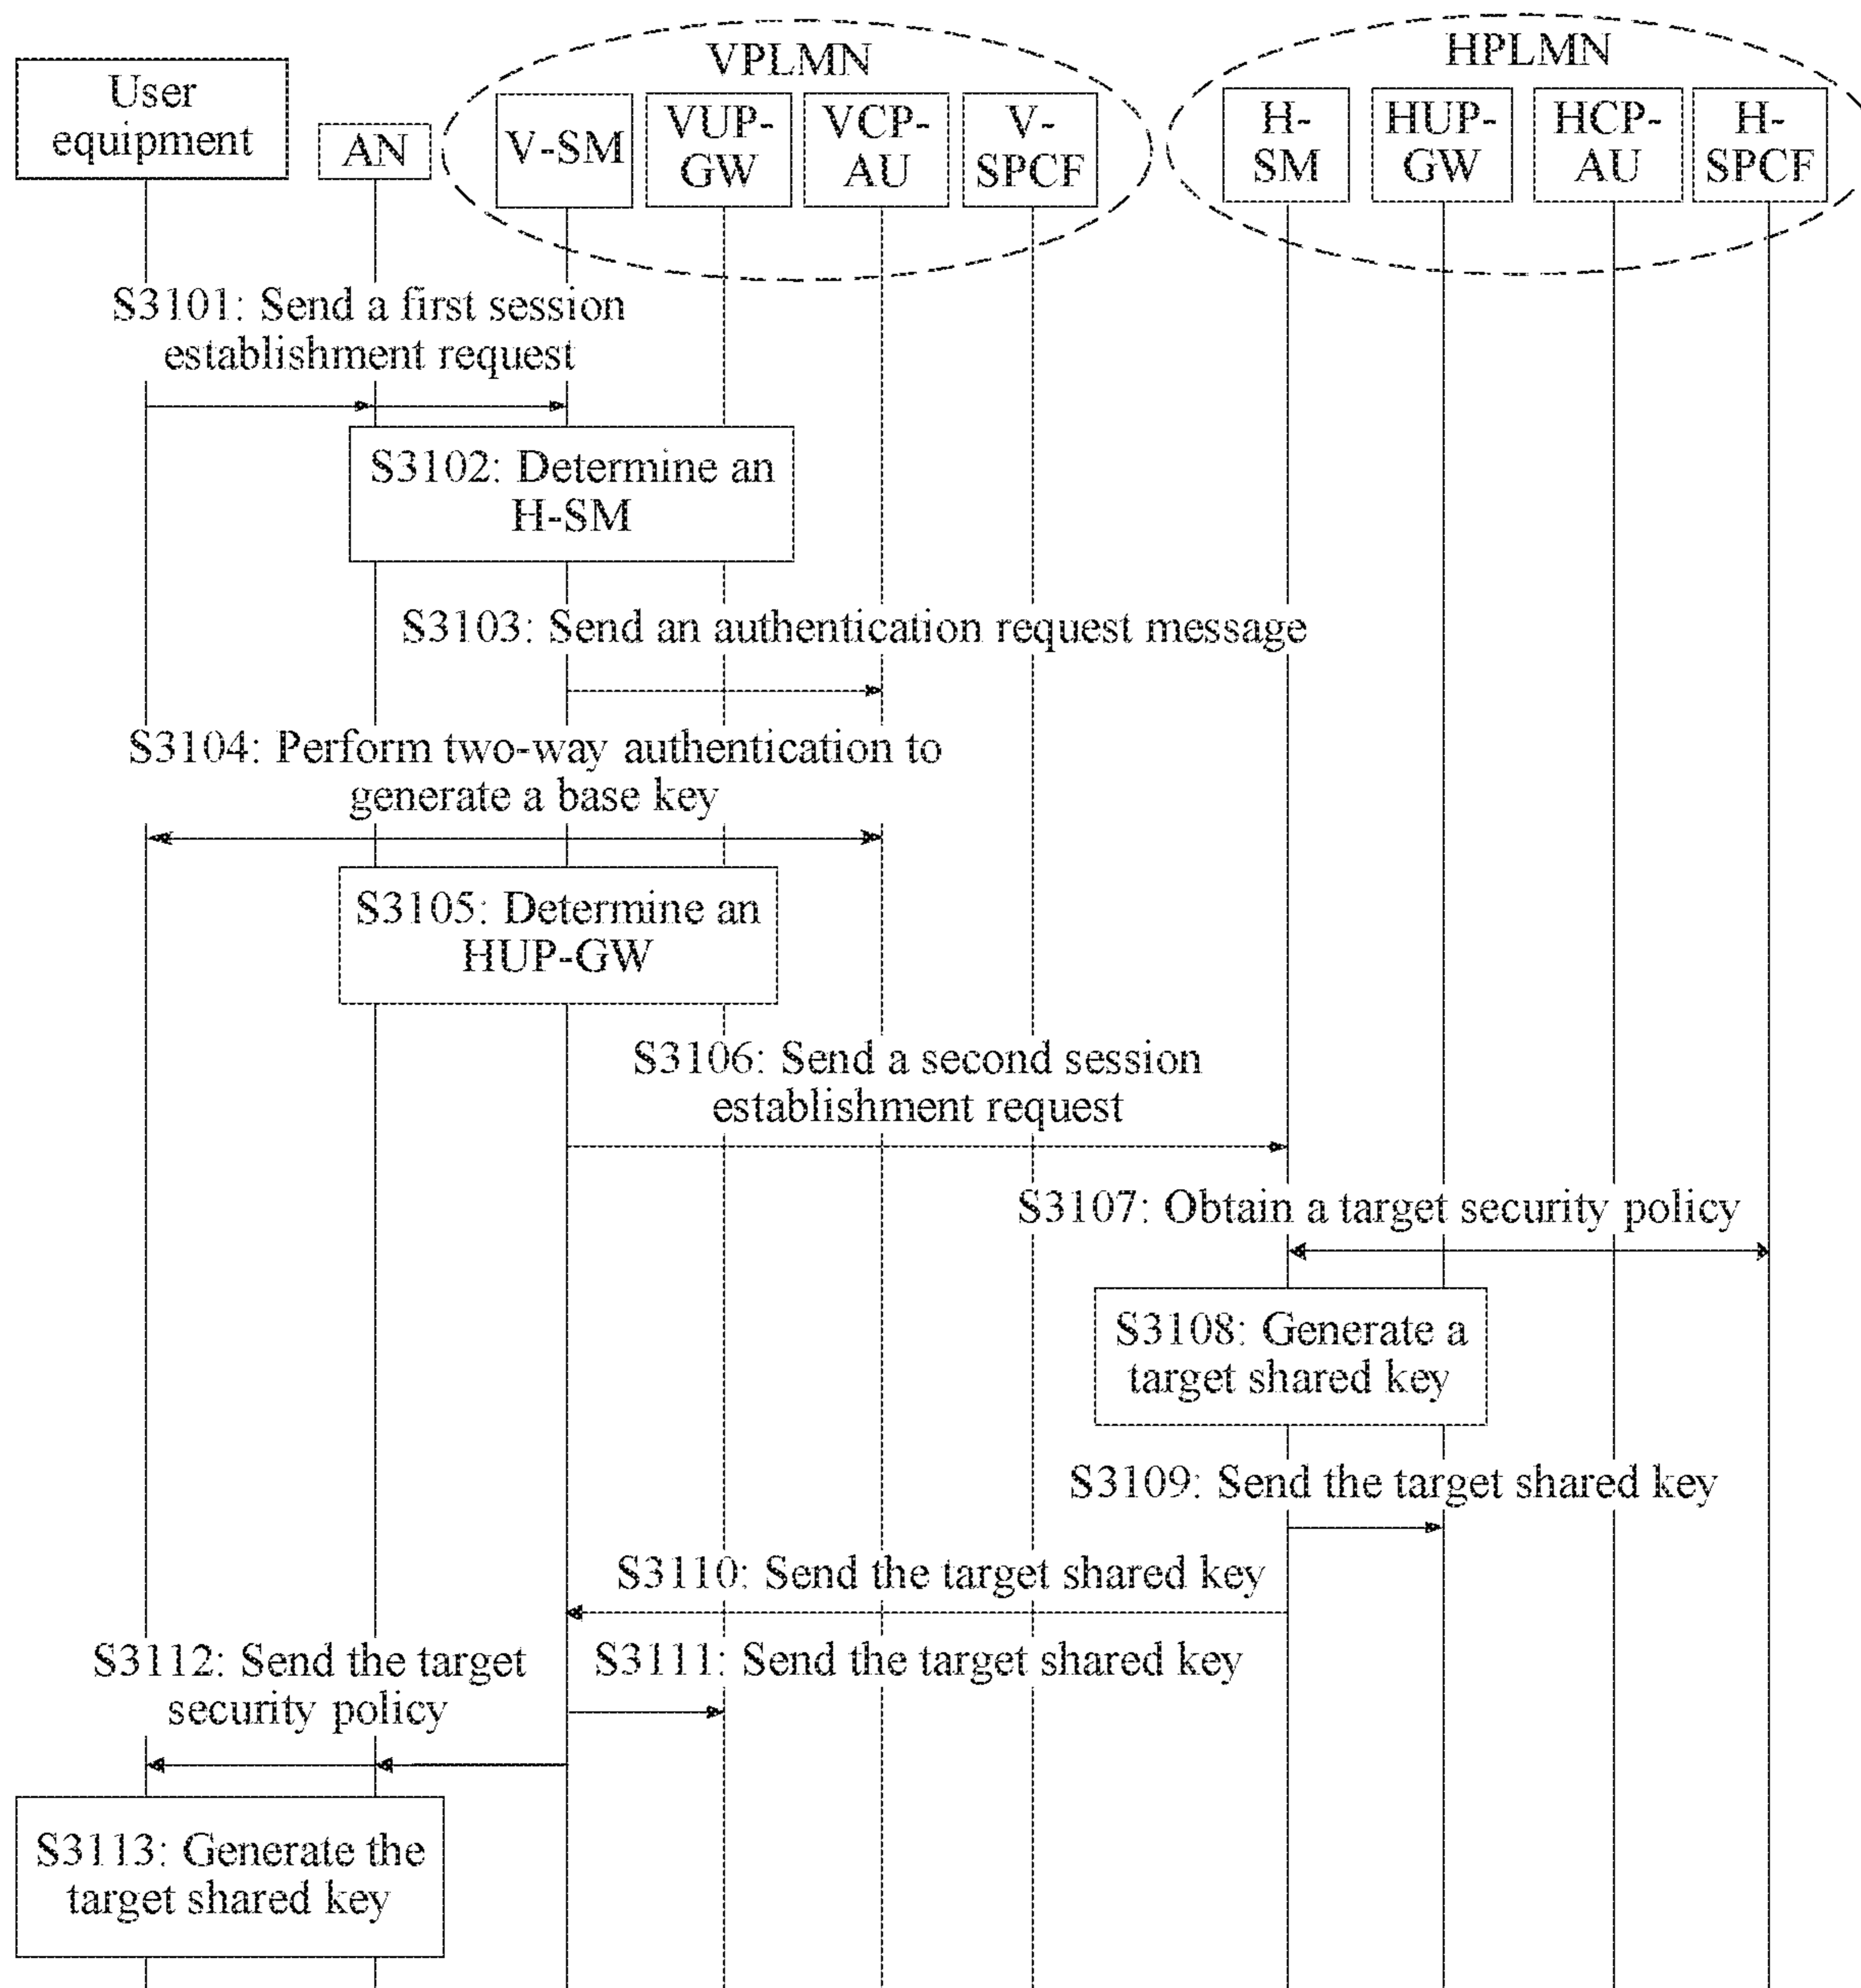 VPLMN
HPLMN
User
equipment
AN
V-SM
VUP-
GW
VCP-
AU
V-
SPCF
H-
SM
HUP-
GW
HCP-
AU
H-
SPCF
S3101: Send a first session
establishment request
S3102: Determine an
H-SM
S3103: Send an authentication request message
S3104: Perform two-way authentication to
generate a base key
S3105: Determine an
HUP-GW
S3106: Send a second session
establishment request
S3107: Obtain a target security policy
S3108: Generate a
target shared key
S3109: Send the target shared key
S3110: Send the target shared key
S3111: Send the target shared key
S3112: Send the target
security policy
S3113: Generate the
target shared key